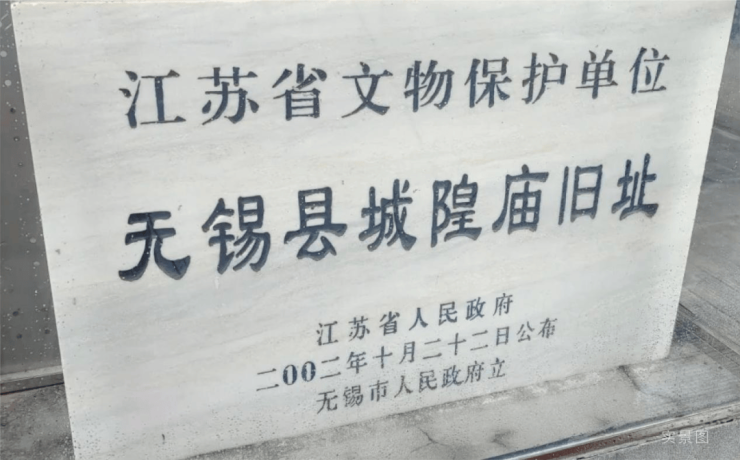 江苏省文物保护单位
无锡县城隍庙旧址
江苏省人民政府
二00二年十月二十二日公布
无锡市人民政府立
实景图